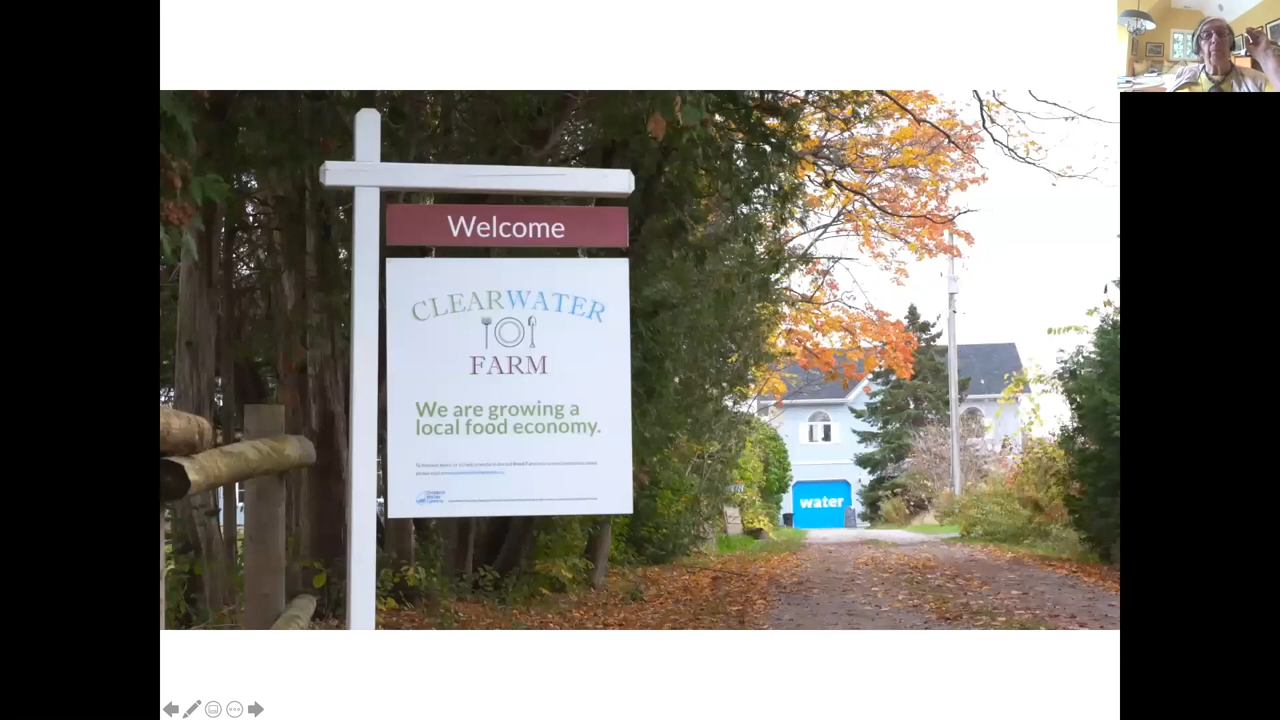 Welcome
CLEARWATER
FARM
We are growing a
local food economy.
water